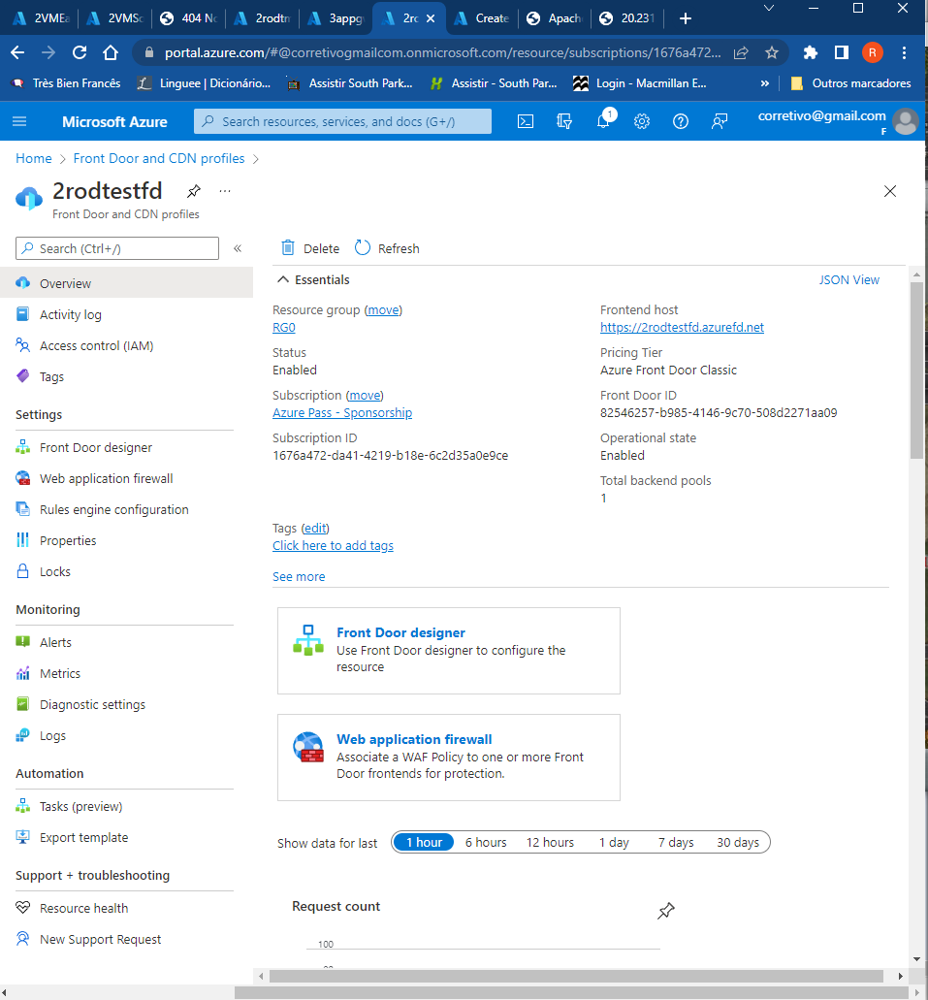 2VMEa
2VMSc
404 No
2rodtn
3appg
2ro
Create
Apach
20.231
portal.azure.com/#@corretivogmailcom.onmicrosoft.com/resource/subscriptions/1676a472-...
R
Très Bien Francês
Linguee | Dicionário...
Assistir South Park...
Assistir - South Par...
Login - Macmillan E...
»
Outros marcadores
Microsoft Azure
Search resources, services, and docs (G+/)
1
corretivo@gmail.com
F
Home > Front Door and CDN profiles >
2rodtestfd
...
Front Door and CDN profiles
Search (Ctrl+/)
«
Overview
Activity log
Access control (IAM)
Tags
Settings
Front Door designer
Web application firewall
Rules engine configuration
Properties
Locks
Monitoring
Alerts
Metrics
Diagnostic settings
Logs
Automation
Tasks (preview)
Export template
Support + troubleshooting
Resource health
New Support Request
Delete
Refresh
Essentials
JSON View
Resource group (move)
RG0
Status
Enabled
Subscription (move)
Azure Pass - Sponsorship
Subscription ID
1676a472-da41-4219-b18e-6c2d35a0e9ce
Frontend host
https://2rodtestfd.azurefd.net
Pricing Tier
Azure Front Door Classic
Front Door ID
82546257-b985-4146-9c70-508d2271aa09
Operational state
Enabled
Total backend pools
1
Tags (edit)
Click here to add tags
See more
Front Door designer
Use Front Door designer to configure the
resource
Web application firewall
Associate a WAF Policy to one or more Front
Door frontends for protection.
Show data for last
1 hour
6 hours
12 hours
1 day
7 days
30 days
Request count
100